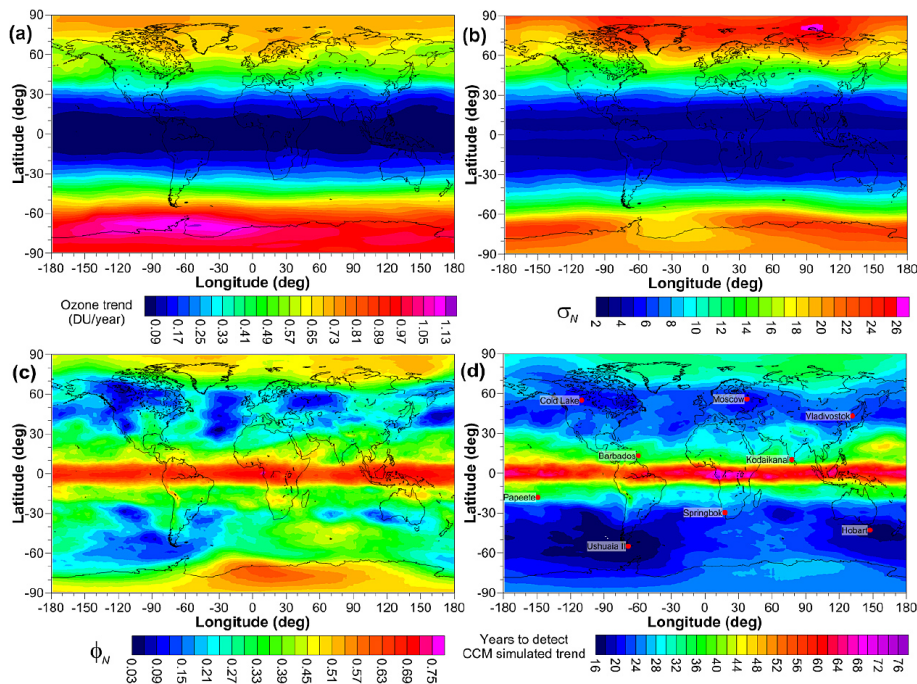 (a)
Latitude (deg)
90
60
30
0
-30
-60
-90
-180 -150 -120 -90 -60 -30 0 30 60 90 120 150 180
Longitude (deg)
Ozone trend
(DU/year)
0.09 0.17 0.25 0.33 0.41 0.49 0.57 0.65 0.73 0.81 0.89 0.97 1.05 1.13
(b)
Latitude (deg)
90
60
30
0
-30
-60
-90
-180 -150 -120 -90 -60 -30 0 30 60 90 120 150 180
Longitude (deg)
σN
2 4 6 8 10 12 14 16 18 20 22 24 26
(c)
Latitude (deg)
90
60
30
0
-30
-60
-90
-180 -150 -120 -90 -60 -30 0 30 60 90 120 150 180
Longitude (deg)
ϕN
0.03 0.09 0.15 0.21 0.27 0.33 0.39 0.45 0.51 0.57 0.63 0.69 0.75
(d)
Latitude (deg)
90
60
30
0
-30
-60
-90
Cold Lake
Moscow
Vladivostok
Barbados
Kodaikanal
Papeete
Springbok
Hobart
Ushuaia II
-180 -150 -120 -90 -60 -30 0 30 60 90 120 150 180
Longitude (deg)
Years to detect
CCM simulated trend
16 20 24 28 32 36 40 44 48 52 56 60 64 68 72 76